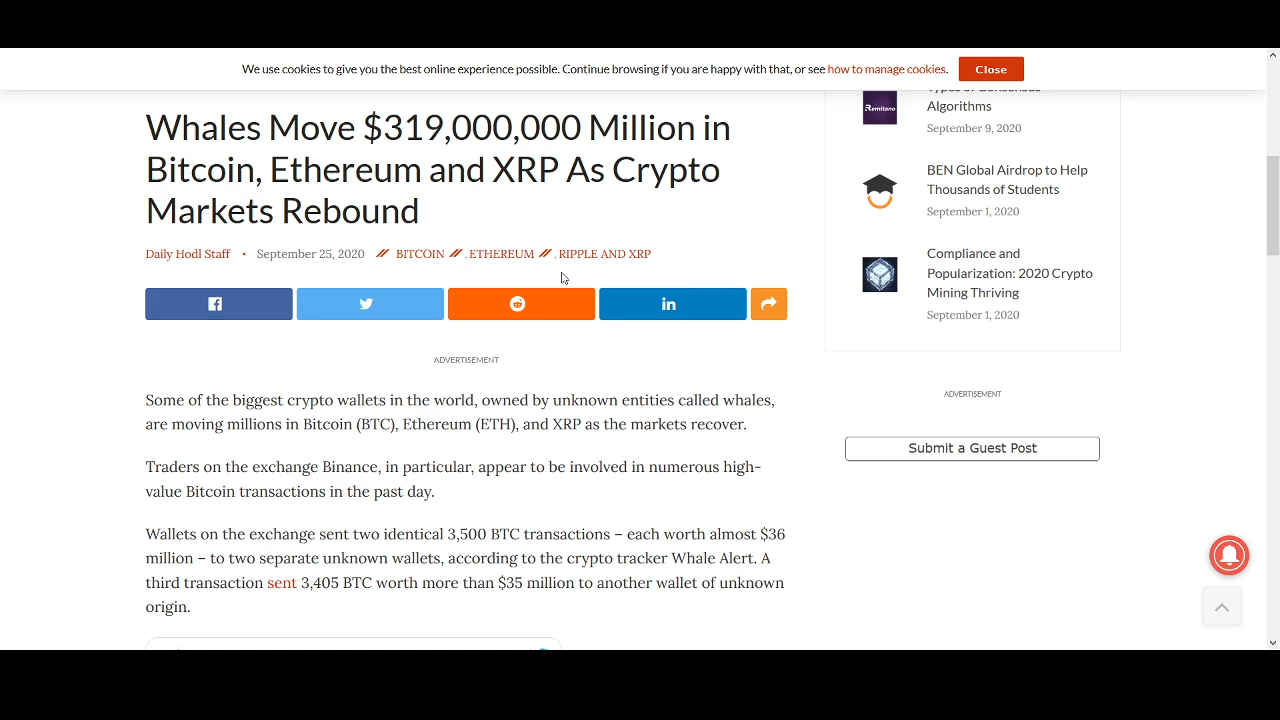 We use cookies to give you the best online experience possible. Continue browsing if you are happy with that, or see how to manage cookies.
Close
Whales Move $319,000,000 Million in
Bitcoin, Ethereum and XRP As Crypto
Markets Rebound
Daily Hodl Staff • September 25, 2020 // BITCOIN // , ETHEREUM // , RIPPLE AND XRP
ADVERTISEMENT
Some of the biggest crypto wallets in the world, owned by unknown entities called whales,
are moving millions in Bitcoin (BTC), Ethereum (ETH), and XRP as the markets recover.
Traders on the exchange Binance, in particular, appear to be involved in numerous high-
value Bitcoin transactions in the past day.
Wallets on the exchange sent two identical 3,500 BTC transactions – each worth almost $36
million – to two separate unknown wallets, according to the crypto tracker Whale Alert. A
third transaction sent 3,405 BTC worth more than $35 million to another wallet of unknown
origin.
Remitano
Types of Consensus
Algorithms
September 9, 2020
BEN Global Airdrop to Help
Thousands of Students
September 1, 2020
Compliance and
Popularization: 2020 Crypto
Mining Thriving
September 1, 2020
ADVERTISEMENT
Submit a Guest Post